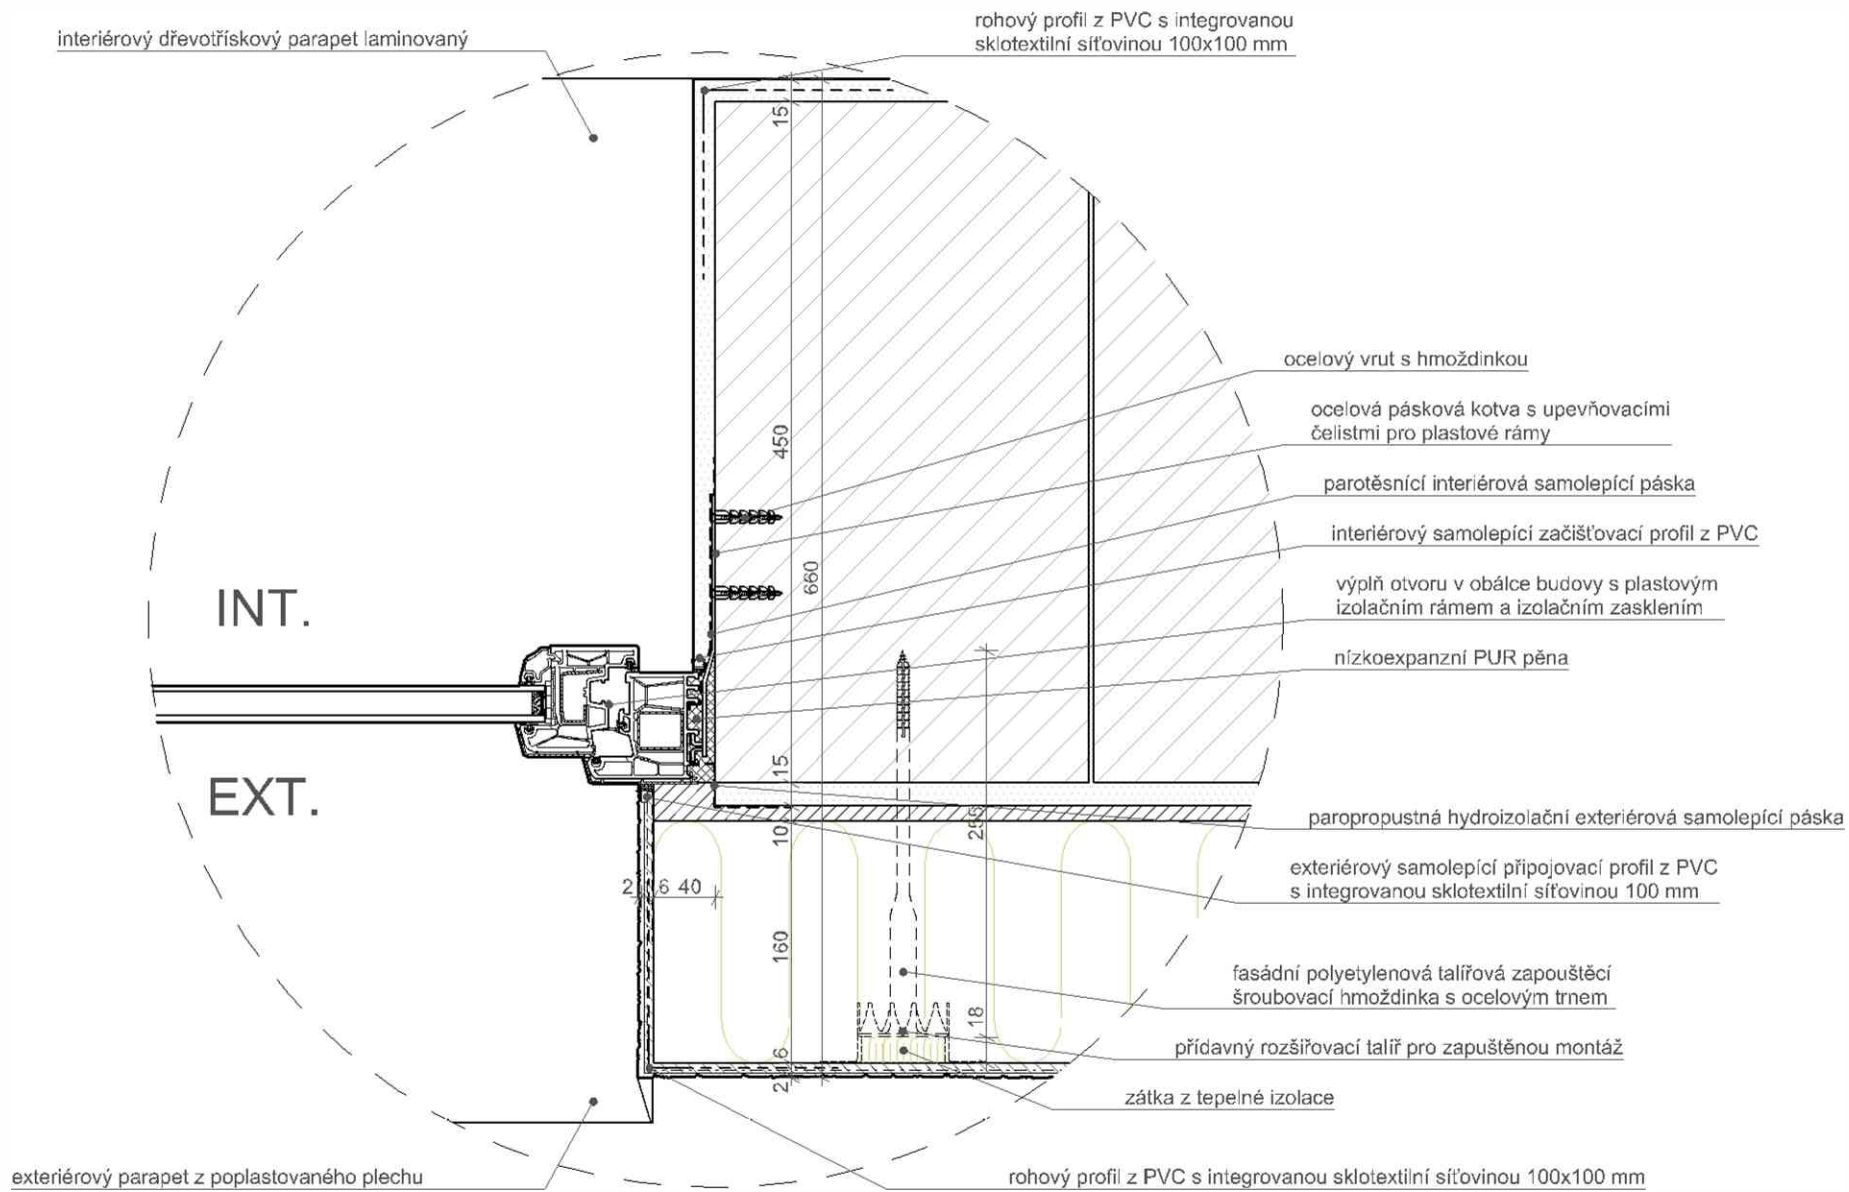 interiérový dřevotřískový parapet laminovaný
rohový profil z PVC s integrovanou
sklotextilní síťovinou 100x100 mm
15
ocelový vrut s hmoždinkou
ocelová pásková kotva s upevňovacími
čelistmi pro plastové rámy
450
parotěsnící interiérová samolepící páska
interiérový samolepící začišťovací profil z PVC
660
výplň otvoru v obálce budovy s plastovým
izolačním rámem a izolačním zasklením
INT.
nízkoexpanzní PUR pěna
EXT.
15
255
10
paropropustná hydroizolační exteriérová samolepící páska
exteriérový samolepící připojovací profil z PVC
s integrovanou sklotextilní síťovinou 100 mm
2 6 40
160
fasádní polyetylenová talířová zapouštěcí
šroubovací hmoždinka s ocelovým trnem
18
přídavný rozšiřovací talíř pro zapuštěnou montáž
6
2
zátka z tepelné izolace
exteriérový parapet z poplastovaného plechu
rohový profil z PVC s integrovanou sklotextilní síťovinou 100x100 mm